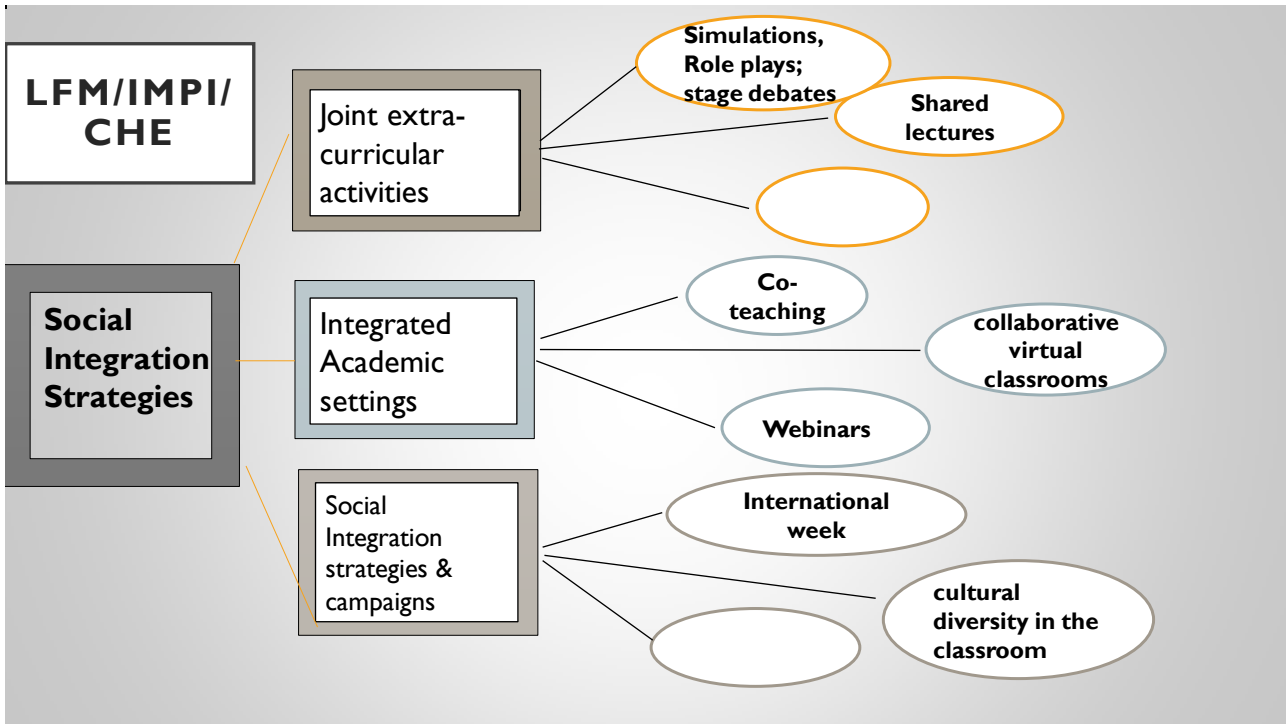 LFM/IMPI/
CHE
Social
Integration
Strategies
Joint extra-
curricular
activities
Simulations,
Role plays;
stage debates
Shared
lectures
Integrated
Academic
settings
Co-
teaching
collaborative
virtual
classrooms
Webinars
Social
Integration
strategies &
campaigns
International
week
cultural
diversity in the
classroom